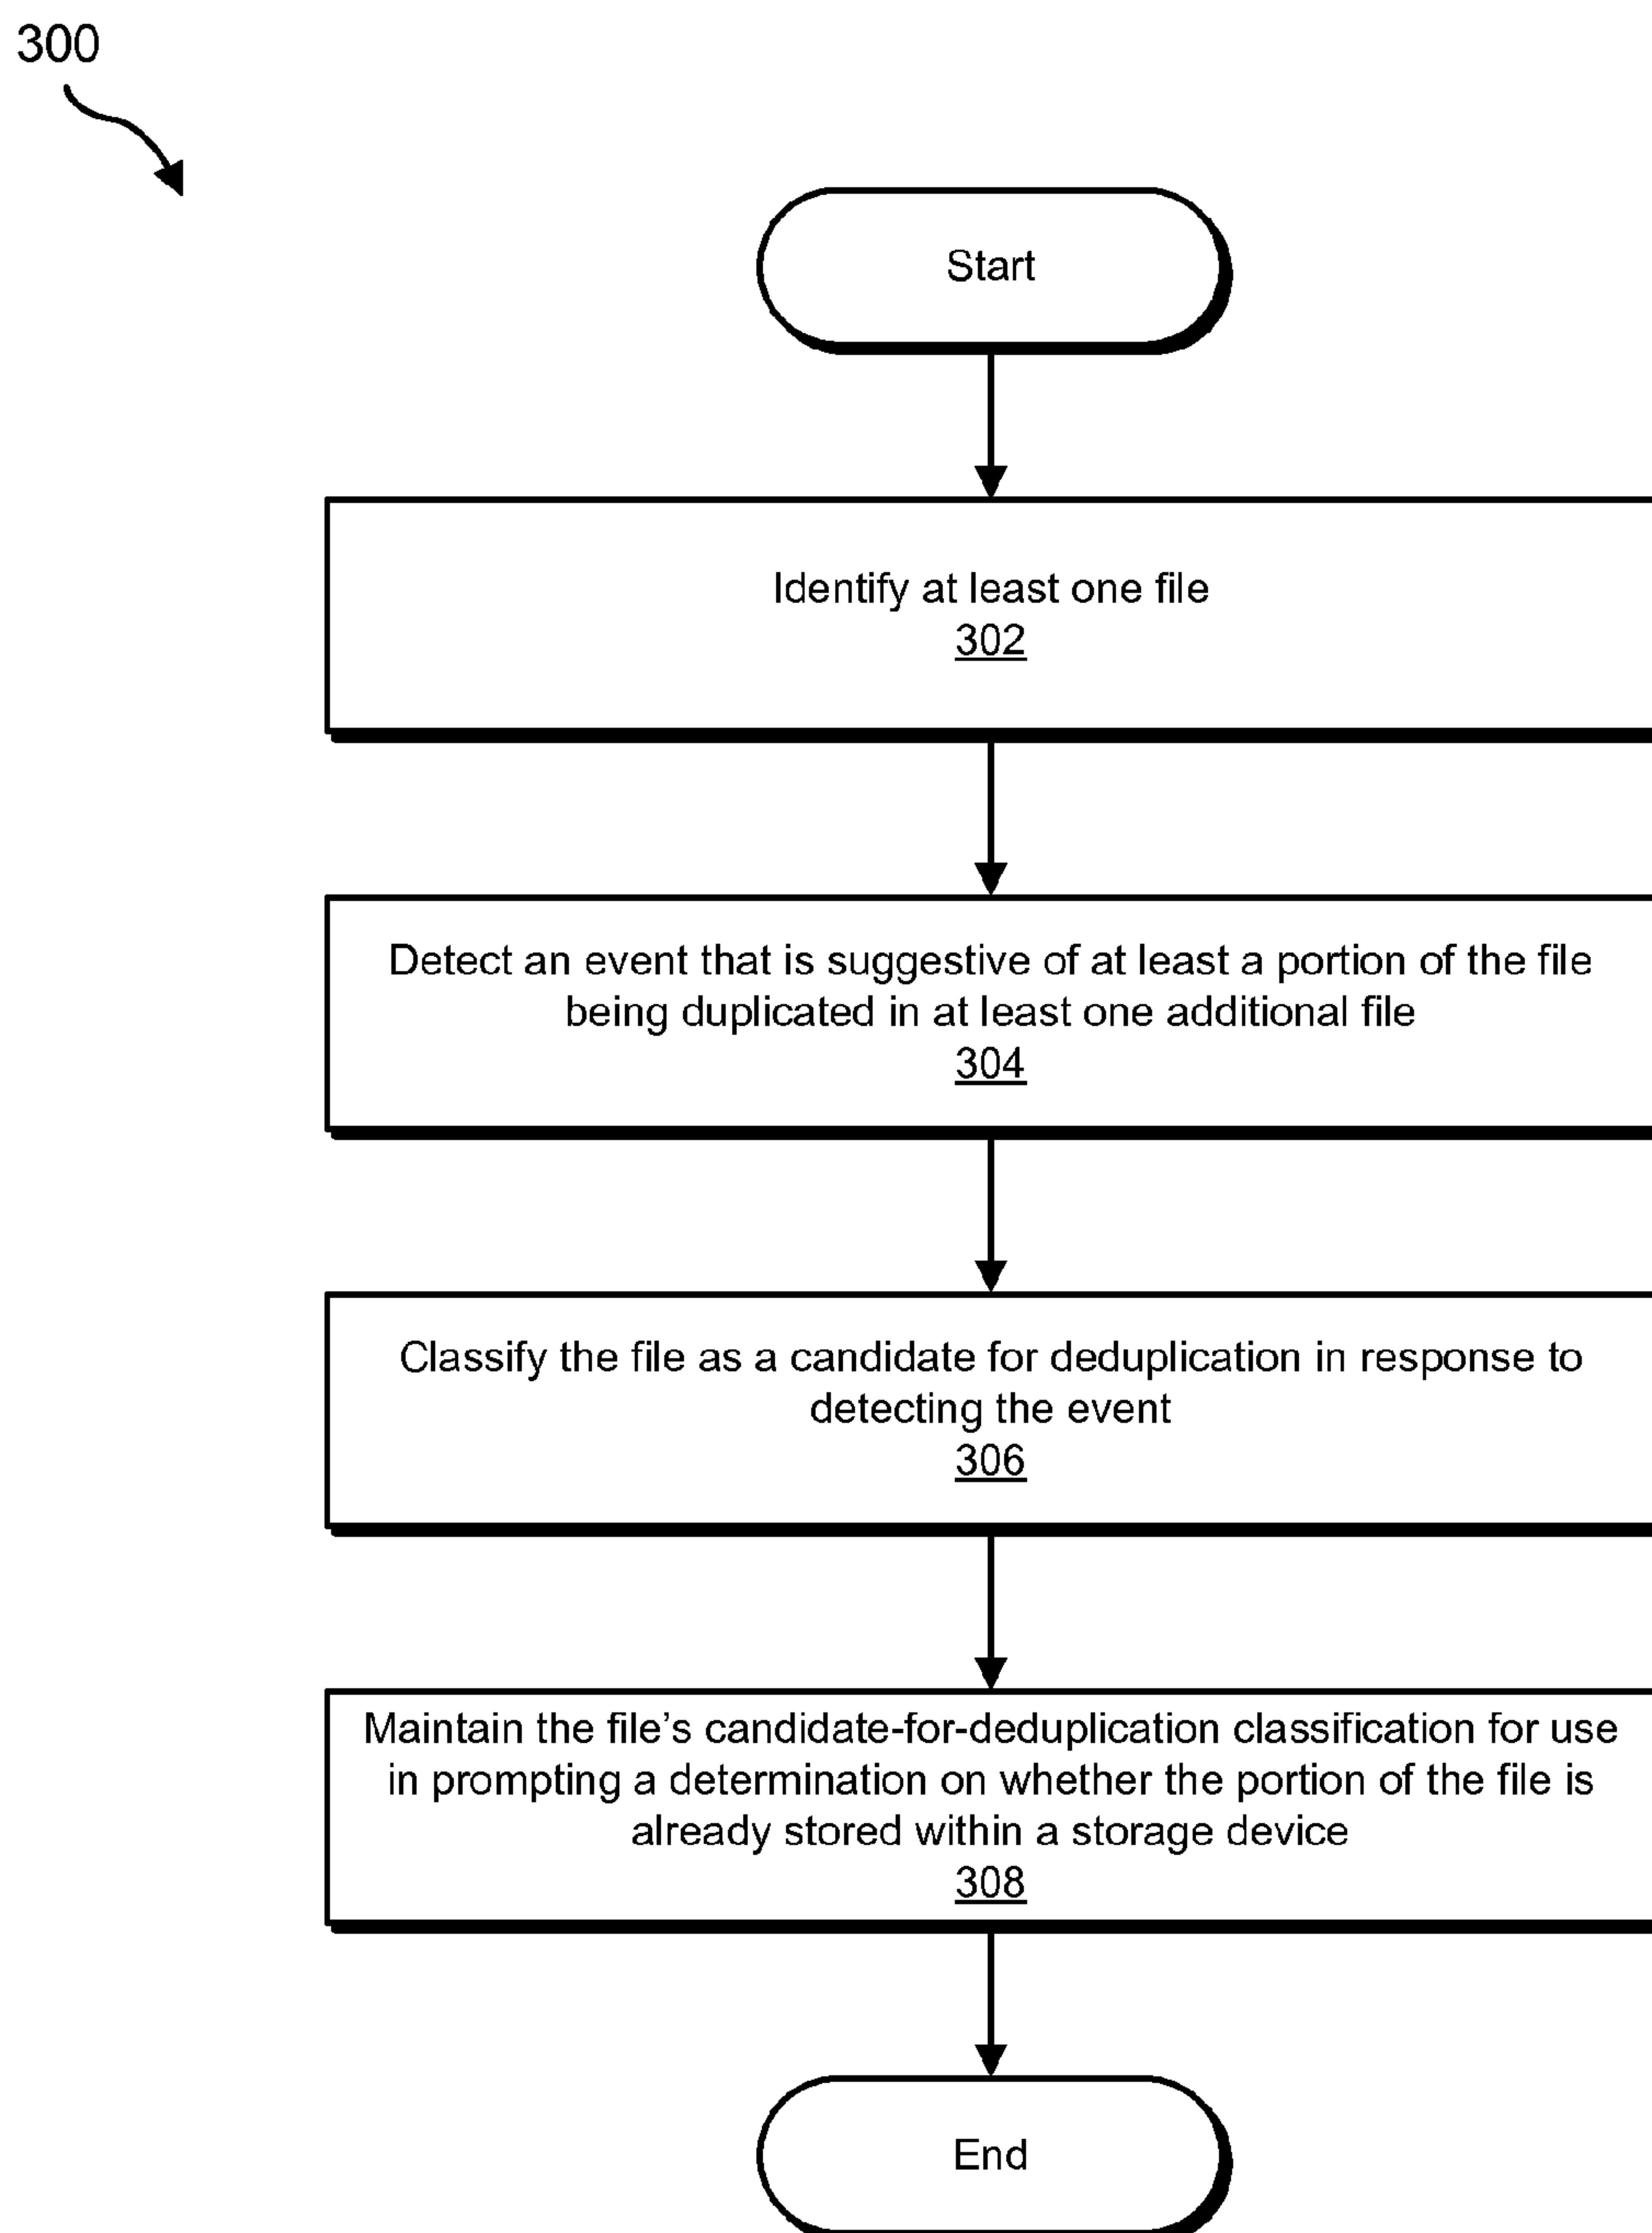 300
Start
Identify at least one file
302
Detect an event that is suggestive of at least a portion of the file
being duplicated in at least one additional file
304
Classify the file as a candidate for deduplication in response to
detecting the event
306
Maintain the file’s candidate-for-deduplication classification for use
in prompting a determination on whether the portion of the file is
already stored within a storage device
308
End